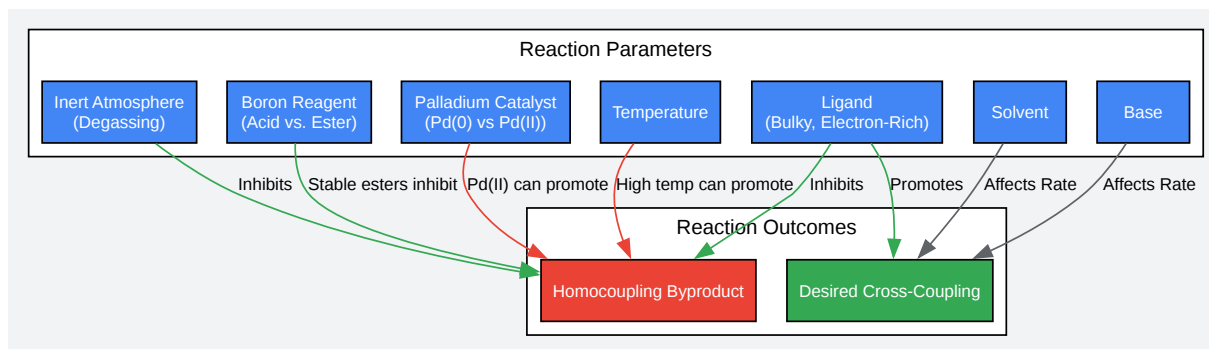 Reaction Parameters
Inert Atmosphere
(Degassing)
Boron Reagent
(Acid vs. Ester)
Palladium Catalyst
(Pd(0) vs Pd(II))
Temperature
Ligand
(Bulky, Electron-Rich)
Solvent
Base
Inhibits
Stable esters inhibit
Pd(II) can promote
High temp can promote
Inhibits
Promotes
Affects Rate
Affects Rate
Reaction Outcomes
Homocoupling Byproduct
Desired Cross-Coupling